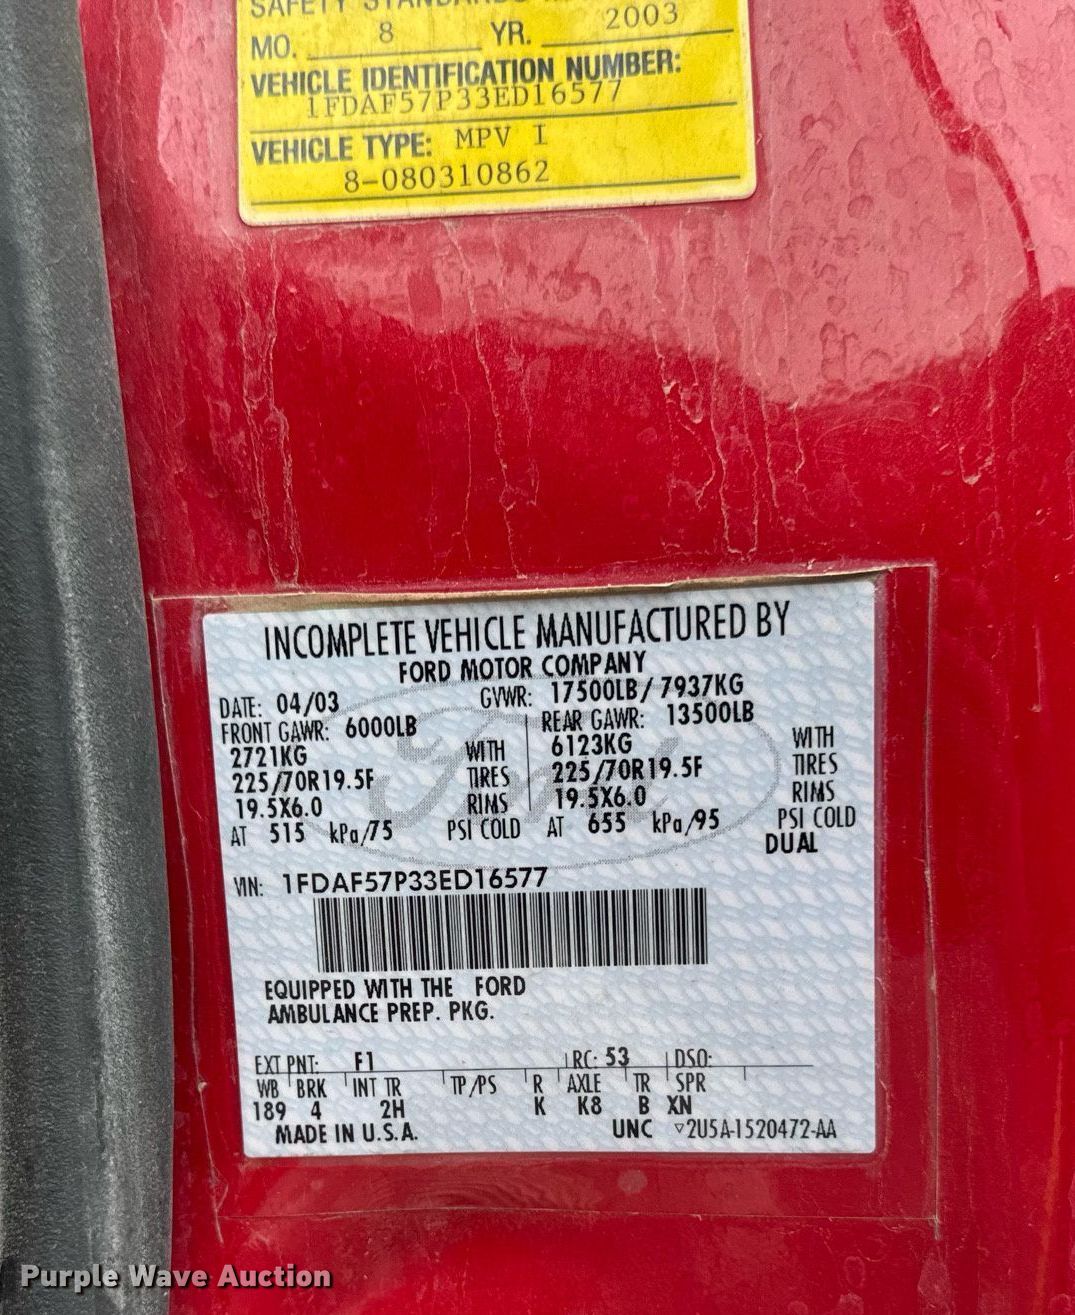 SAFETY STANDARDS
MO. 8 YR. 2003
VEHICLE IDENTIFICATION NUMBER:
1FDAF57P33ED16577
VEHICLE TYPE: MPV I
8-080310862
INCOMPLETE VEHICLE MANUFACTURED BY
FORD MOTOR COMPANY
DATE: 04/03 GVWR: 17500LB/ 7937KG
FRONT GAWR: 6000LB REAR GAWR: 13500LB
2721KG WITH 6123KG WITH
225/70R19.5F TIRES 225/70R19.5F TIRES
19.5X6.0 RIMS 19.5X6.0 RIMS
AT 515 kPa/75 PSI COLD AT 655 kPa/95 PSI COLD
DUAL
VIN: 1FDAF57P33ED16577
EQUIPPED WITH THE FORD
AMBULANCE PREP. PKG.
EXT PNT: F1 RC: 53 DSO:
WB BRK INT TR TP/PS R AXLE TR SPR
189 4 2H K K8 B XN
MADE IN U.S.A. UNC ▽2U5A-1520472-AA
Purple Wave Auction